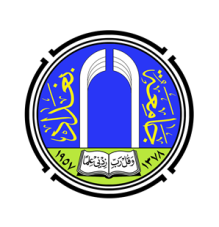 جامعة بغداد
وقل رب زدني علما
١٩٥٧ ١٣٧٨